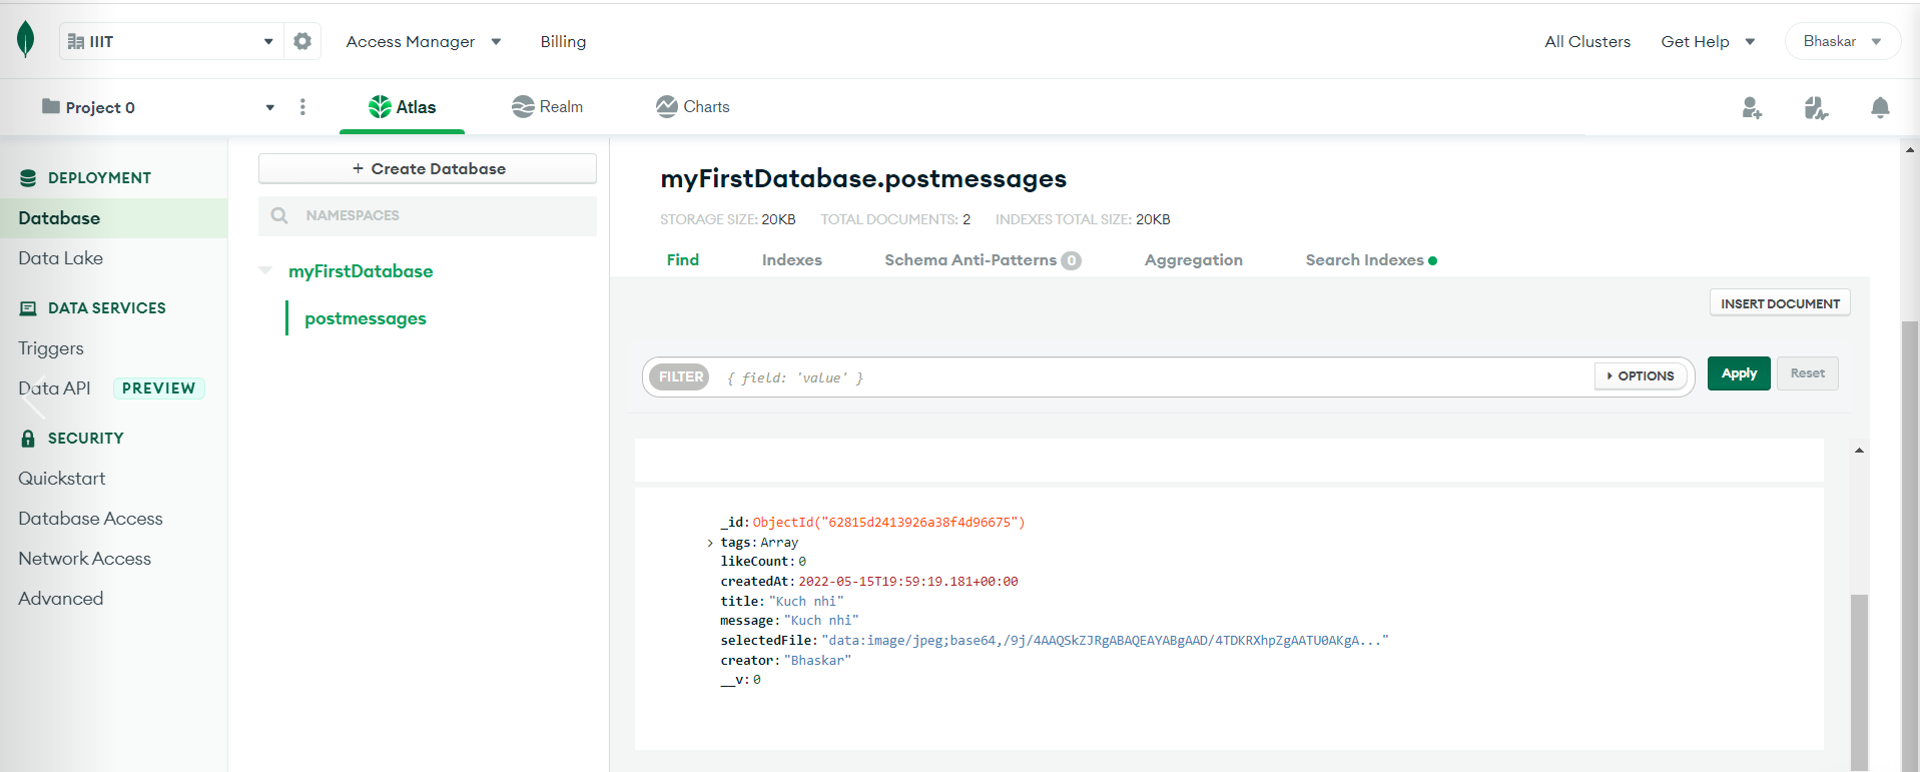 IIIT
Access Manager
Billing
All Clusters
Get Help
Bhaskar
Project 0
Atlas
Realm
Charts
DEPLOYMENT
Database
Data Lake
DATA SERVICES
Triggers
Data API PREVIEW
SECURITY
Quickstart
Database Access
Network Access
Advanced
+ Create Database
NAMESPACES
myFirstDatabase
postmessages
myFirstDatabase.postmessages
STORAGE SIZE: 20KB TOTAL DOCUMENTS: 2 INDEXES TOTAL SIZE: 20KB
Find Indexes Schema Anti-Patterns 0 Aggregation Search Indexes
INSERT DOCUMENT
FILTER { field: 'value' } OPTIONS Apply Reset
_id: ObjectId("62815d2413926a38f4d96675")
tags: Array
likeCount: 0
createdAt: 2022-05-15T19:59:19.181+00:00
title: "Kuch nhi"
message: "Kuch nhi"
selectedFile: "data:image/jpeg;base64,/9j/4AAQSkZJRgABAQEAYABgAAD/4TDKRXhpZgAATU0AKgA..."
creator: "Bhaskar"
__v: 0